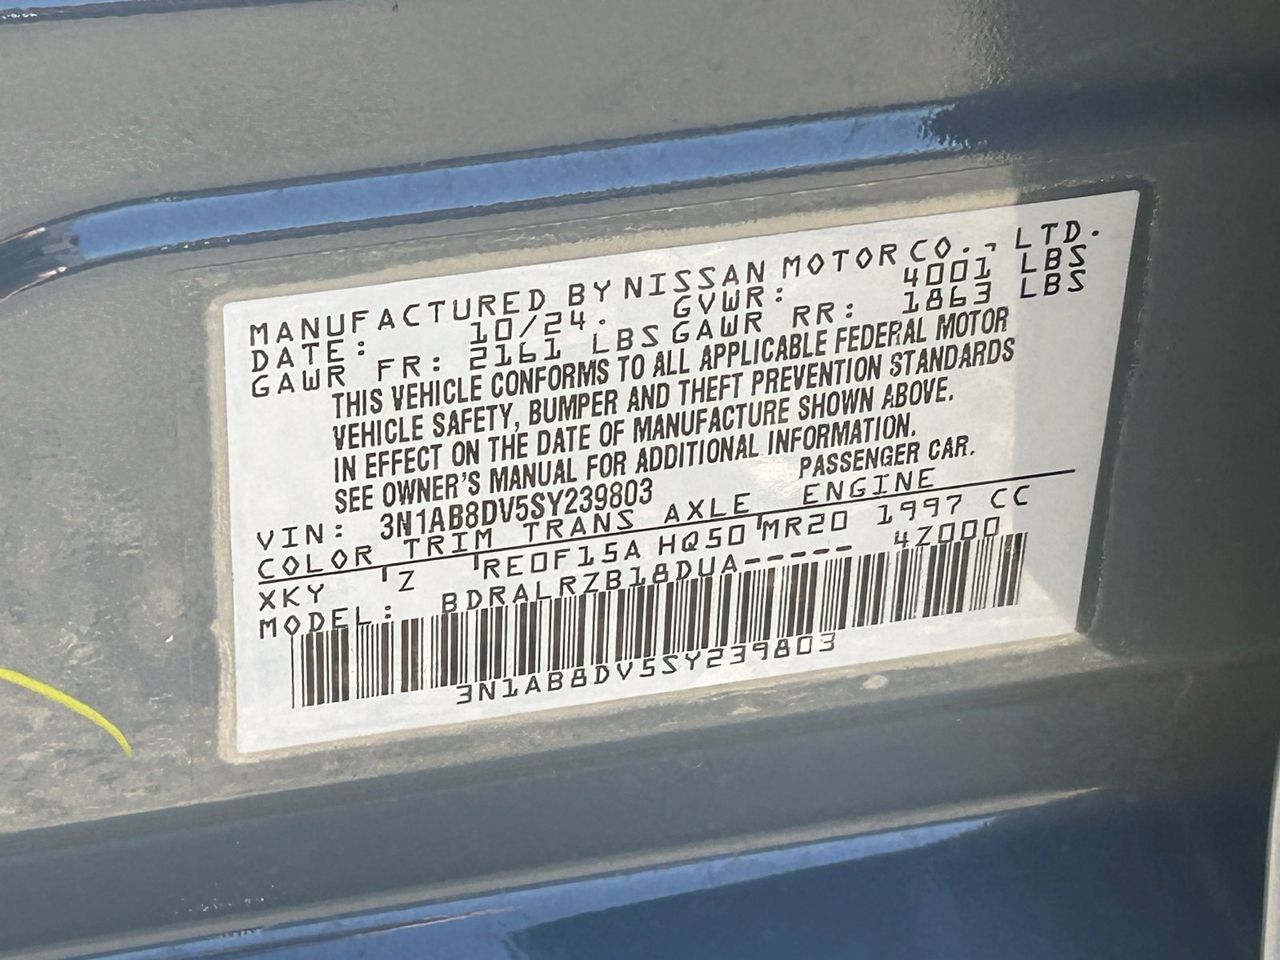 MANUFACTURED BY NISSAN MOTOR CO., LTD.
DATE: 10/24. GVWR: 4001 LBS
GAWR FR: 2161 LBS GAWR RR: 1863 LBS
THIS VEHICLE CONFORMS TO ALL APPLICABLE FEDERAL MOTOR
VEHICLE SAFETY, BUMPER AND THEFT PREVENTION STANDARDS
IN EFFECT ON THE DATE OF MANUFACTURE SHOWN ABOVE.
SEE OWNER'S MANUAL FOR ADDITIONAL INFORMATION.
VIN: 3N1AB8DV5SY239803 PASSENGER CAR.
COLOR TRIM TRANS AXLE ENGINE
XKY Z RE0F15A HQ50 MR20 1997 CC
MODEL: BDRALRZB18DUA----- 4Z000
3N1AB8DV5SY239803